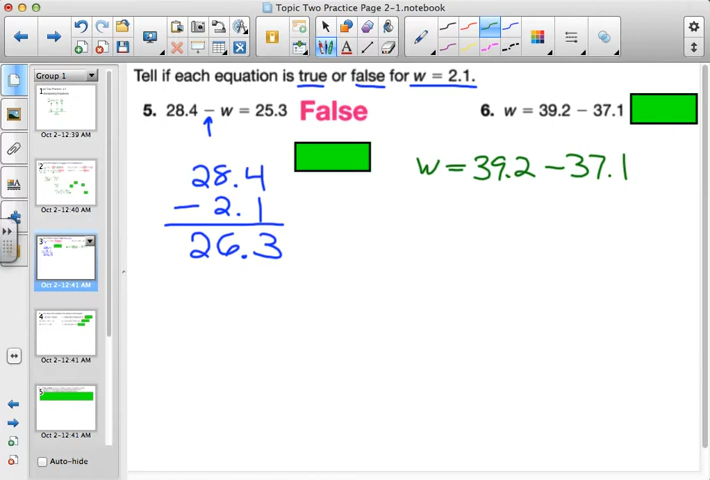 Topic Two Practice Page 2-1.notebook
Group 1
Oct 2-12:39 AM
Oct 2-12:40 AM
Oct 2-12:41 AM
Oct 2-12:41 AM
Oct 2-12:41 AM
Auto-hide
Tell if each equation is true or false for w = 2.1.
5. 28.4 − w = 25.3 False
6. w = 39.2 − 37.1
28.4
− 2.1
26.3
w = 39.2 − 37.1